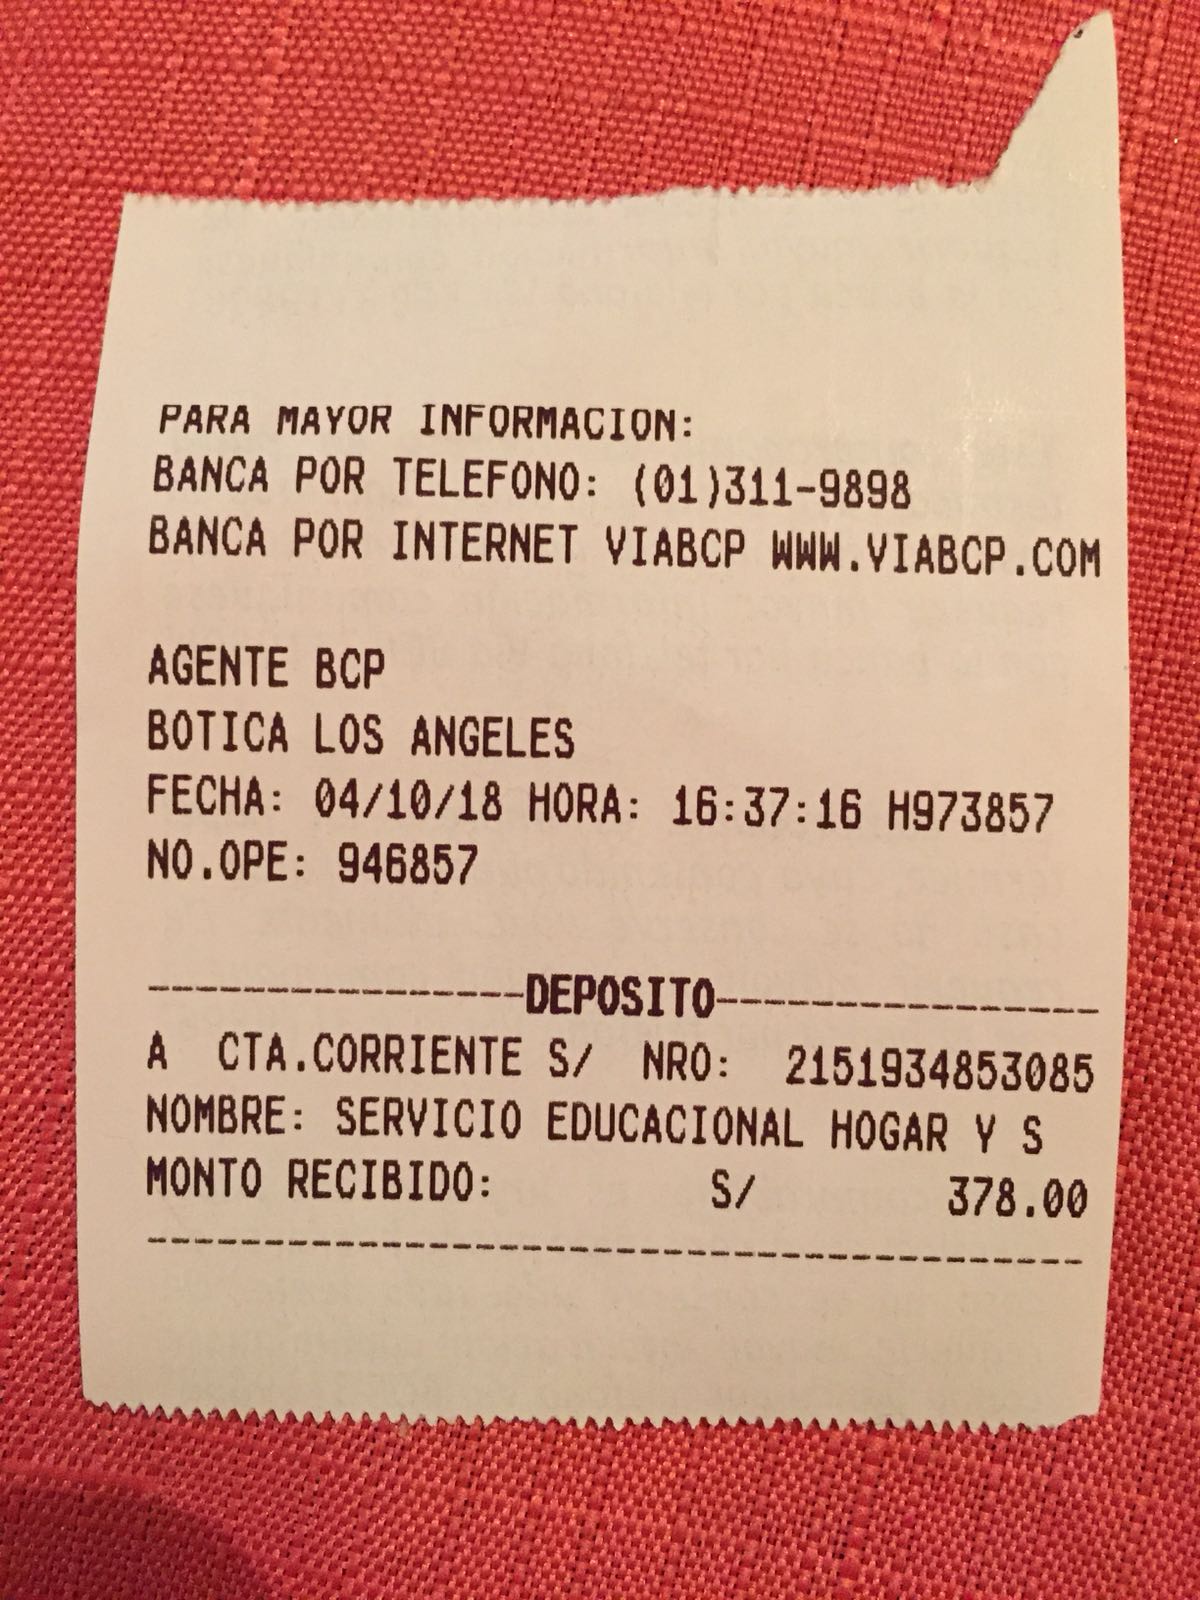 PARA MAYOR INFORMACION:
BANCA POR TELEFONO: (01)311-9898
BANCA POR INTERNET VIABCP WWW.VIABCP.COM
AGENTE BCP
BOTICA LOS ANGELES
FECHA: 04/10/18 HORA: 16:37:16 H973857
NO.OPE: 946857
----------------DEPOSITO----------------
A CTA.CORRIENTE S/ NRO: 2151934853085
NOMBRE: SERVICIO EDUCACIONAL HOGAR Y S
MONTO RECIBIDO: S/ 378.00
----------------------------------------